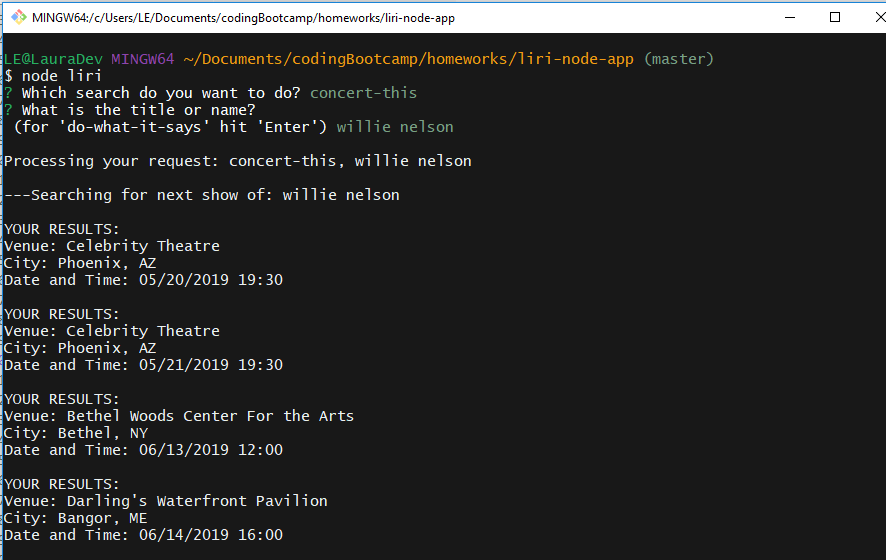 MINGW64:/c/Users/LE/Documents/codingBootcamp/homeworks/liri-node-app
LE@LauraDev MINGW64 ~/Documents/codingBootcamp/homeworks/liri-node-app (master)
$ node liri
? Which search do you want to do? concert-this
? What is the title or name?
(for 'do-what-it-says' hit 'Enter') willie nelson
Processing your request: concert-this, willie nelson
---Searching for next show of: willie nelson
YOUR RESULTS:
Venue: Celebrity Theatre
City: Phoenix, AZ
Date and Time: 05/20/2019 19:30
YOUR RESULTS:
Venue: Celebrity Theatre
City: Phoenix, AZ
Date and Time: 05/21/2019 19:30
YOUR RESULTS:
Venue: Bethel Woods Center For the Arts
City: Bethel, NY
Date and Time: 06/13/2019 12:00
YOUR RESULTS:
Venue: Darling's Waterfront Pavilion
City: Bangor, ME
Date and Time: 06/14/2019 16:00